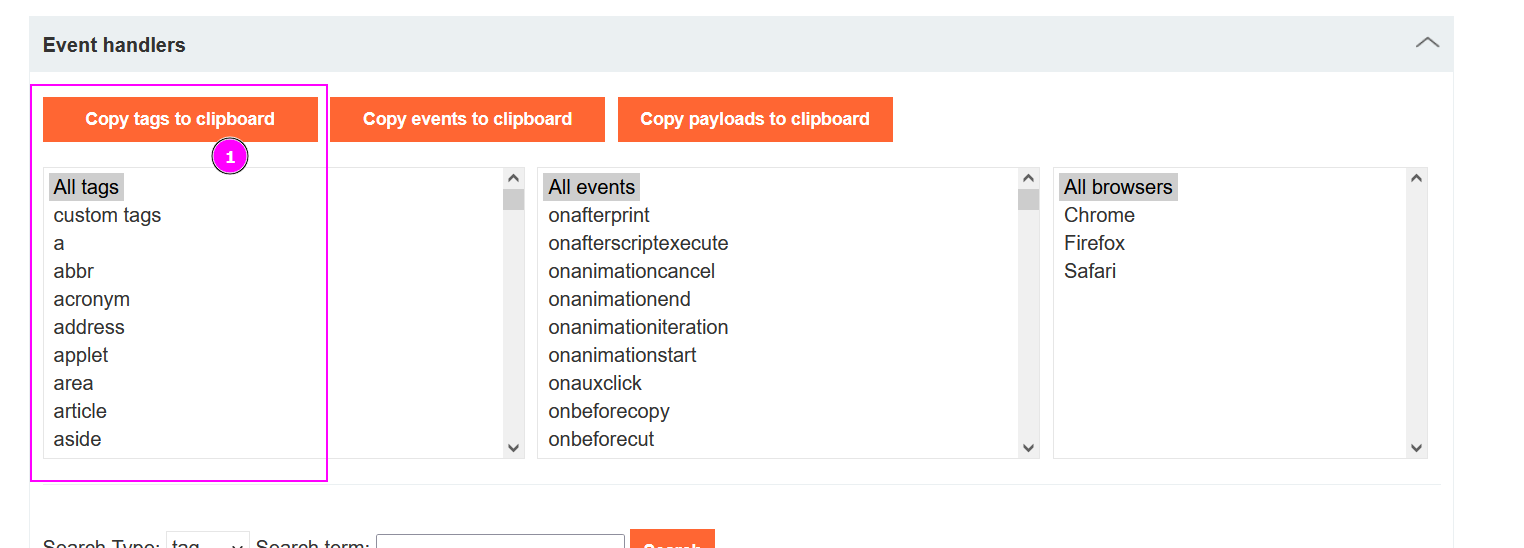 Event handlers
Copy tags to clipboard
Copy events to clipboard
Copy payloads to clipboard
1
All tags
custom tags
a
abbr
acronym
address
applet
area
article
aside
All events
onafterprint
onafterscriptexecute
onanimationcancel
onanimationend
onanimationiteration
onanimationstart
onauxclick
onbeforecopy
onbeforecut
All browsers
Chrome
Firefox
Safari
Search Type: tag Search term: Search